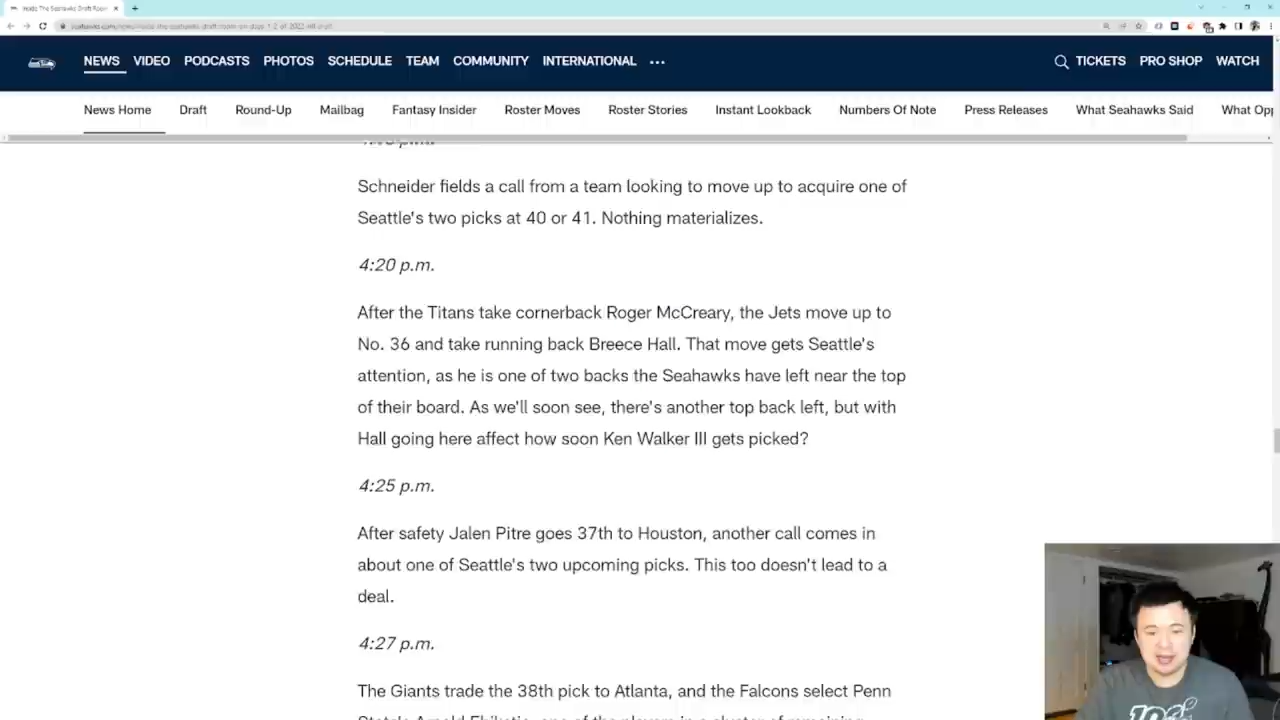 Inside The Seahawks Draft Room
NEWS VIDEO PODCASTS PHOTOS SCHEDULE TEAM COMMUNITY INTERNATIONAL ••• TICKETS PRO SHOP WATCH
News Home Draft Round-Up Mailbag Fantasy Insider Roster Moves Roster Stories Instant Lookback Numbers Of Note Press Releases What Seahawks Said What Opp
Schneider fields a call from a team looking to move up to acquire one of
Seattle's two picks at 40 or 41. Nothing materializes.
4:20 p.m.
After the Titans take cornerback Roger McCreary, the Jets move up to
No. 36 and take running back Breece Hall. That move gets Seattle's
attention, as he is one of two backs the Seahawks have left near the top
of their board. As we'll soon see, there's another top back left, but with
Hall going here affect how soon Ken Walker III gets picked?
4:25 p.m.
After safety Jalen Pitre goes 37th to Houston, another call comes in
about one of Seattle's two upcoming picks. This too doesn't lead to a
deal.
4:27 p.m.
The Giants trade the 38th pick to Atlanta, and the Falcons select Penn